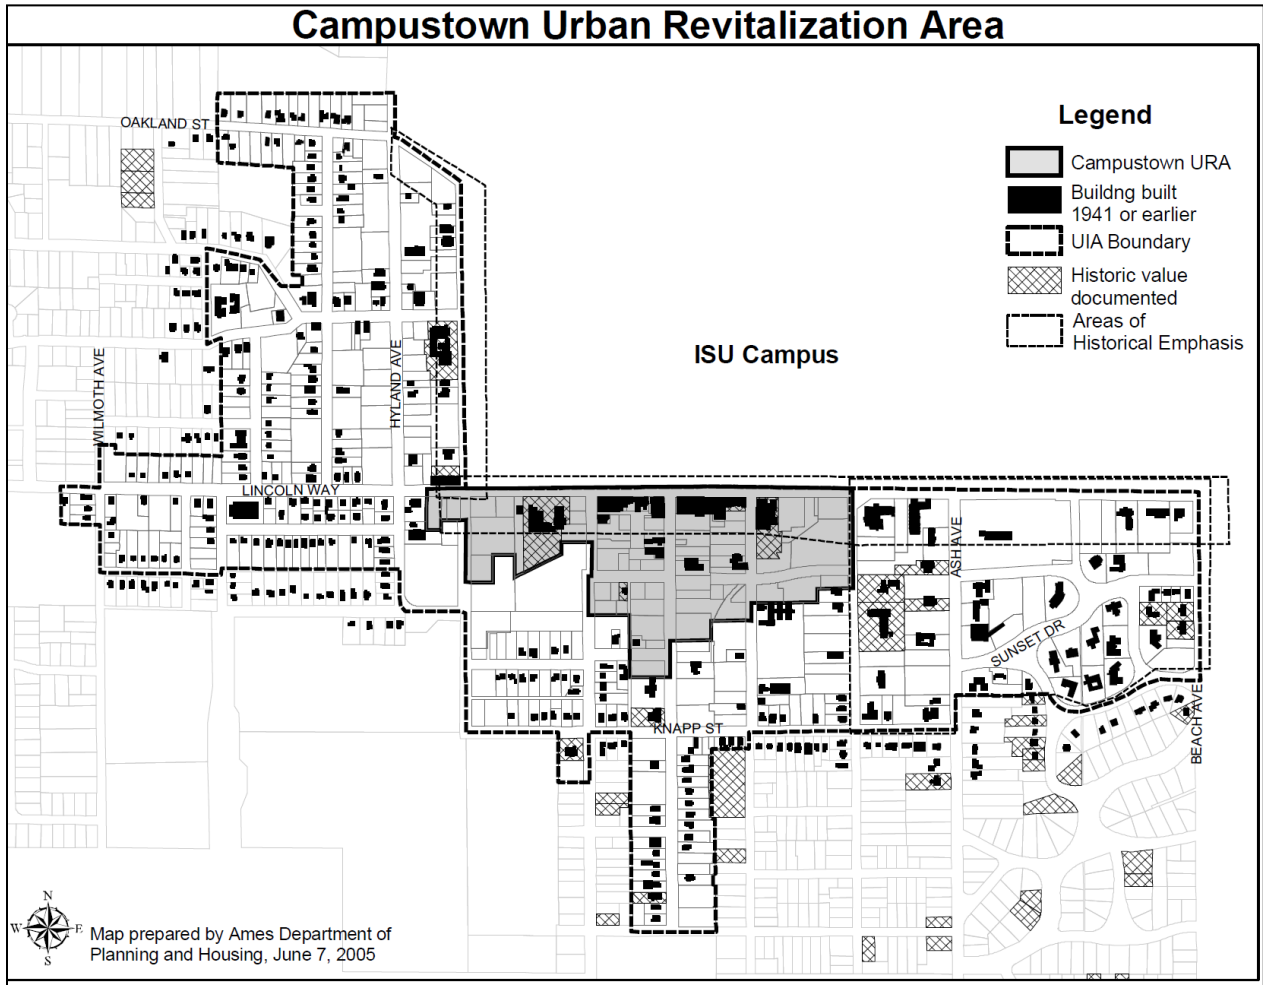 Campustown Urban Revitalization Area
OAKLAND ST
Legend
Campustown URA
Buildng built
1941 or earlier
UIA Boundary
Historic value
documented
Areas of
Historical Emphasis
ISU Campus
WILMOTH AVE
HYLAND AVE
LINCOLN WAY
ASH AVE
SUNSET DR
BEACH AVE
KNAPP ST
N
W
E
S
Map prepared by Ames Department of
Planning and Housing, June 7, 2005